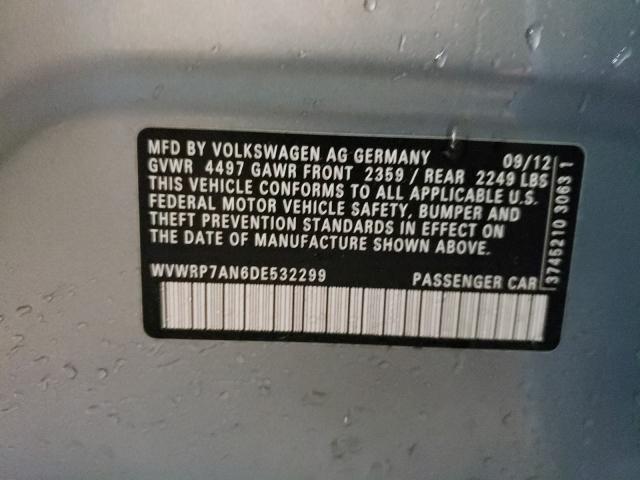 MFD BY VOLKSWAGEN AG GERMANY 09/12
GVWR 4497 GAWR FRONT 2359 / REAR 2249 LBS
THIS VEHICLE CONFORMS TO ALL APPLICABLE U.S.
FEDERAL MOTOR VEHICLE SAFETY, BUMPER AND
THEFT PREVENTION STANDARDS IN EFFECT ON
THE DATE OF MANUFACTURE SHOWN ABOVE.
WVWRP7AN6DE532299 PASSENGER CAR
3745210 3063 1